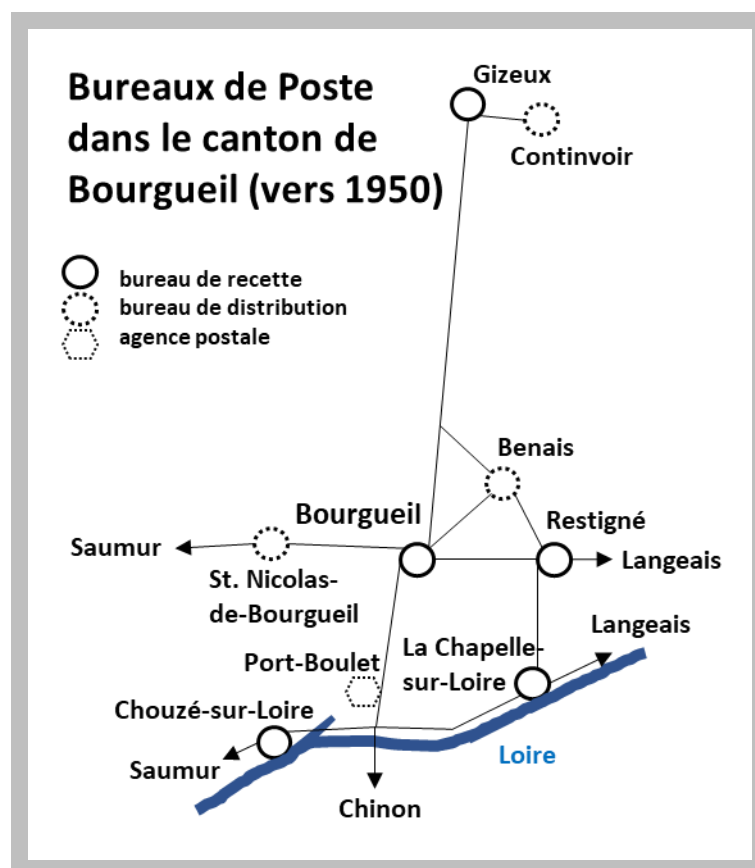 Bureaux de Poste
dans le canton de
Bourgueil (vers 1950)
bureau de recette
bureau de distribution
agence postale
Gizeux
Continvoir
Benais
Bourgueil
Restigné
Saumur
Langeais
St. Nicolas-
de-Bourgueil
Langeais
La Chapelle-
sur-Loire
Port-Boulet
Chouzé-sur-Loire
Saumur
Loire
Chinon